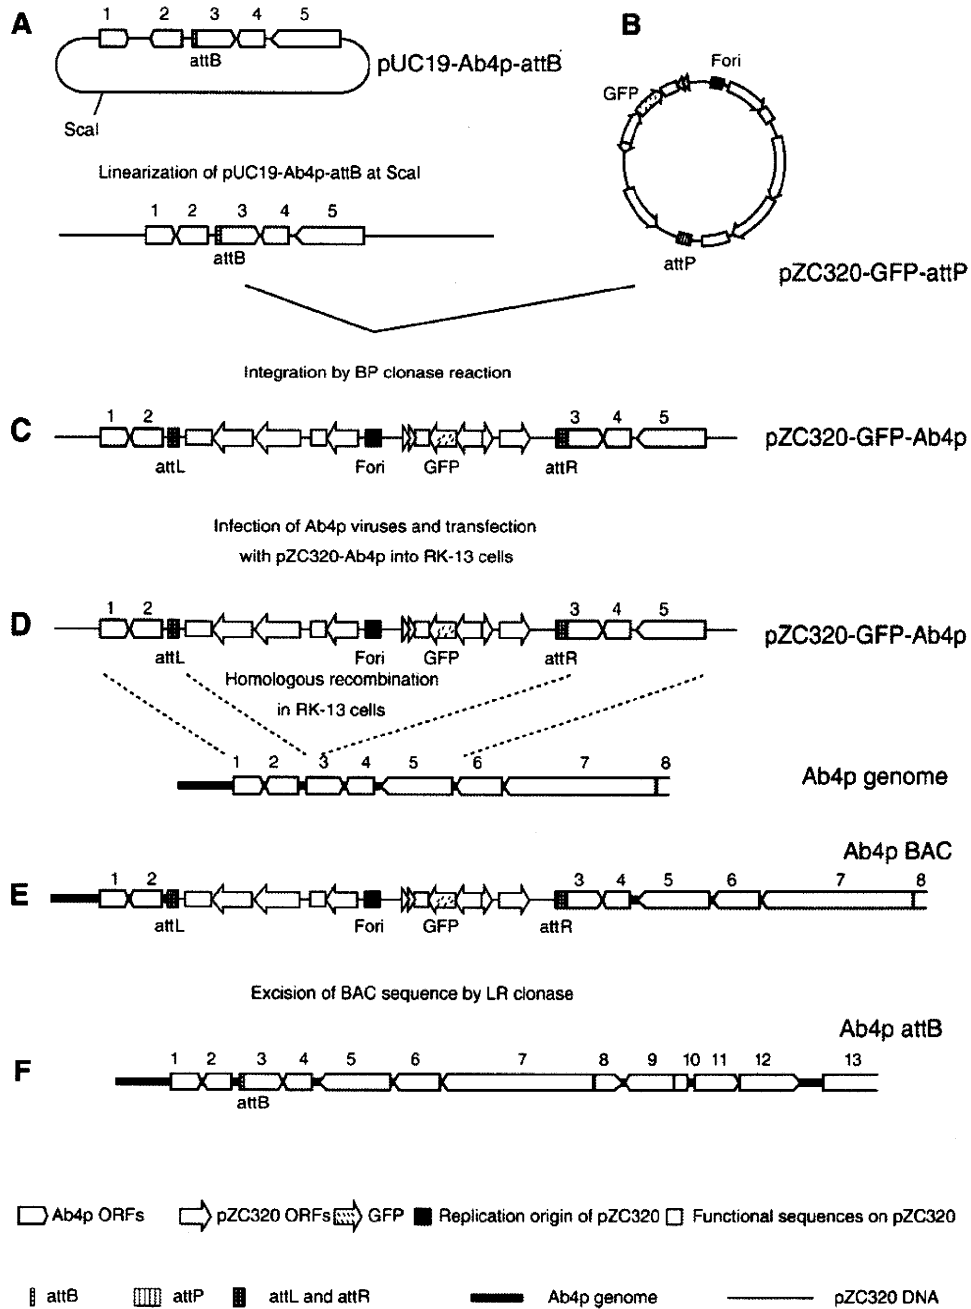 A
1 2 3 4 5
attB
pUC19-Ab4p-attB
ScaI
B
Fori
GFP
attP
pZC320-GFP-attP
Linearization of pUC19-Ab4p-attB at ScaI
1 2 3 4 5
attB
Integration by BP clonase reaction
C
1 2 3 4 5
attL Fori GFP attR
pZC320-GFP-Ab4p
Infection of Ab4p viruses and transfection
with pZC320-Ab4p into RK-13 cells
D
1 2 3 4 5
attL Fori GFP attR
pZC320-GFP-Ab4p
Homologous recombination
in RK-13 cells
1 2 3 4 5 6 7 8
Ab4p genome
Ab4p BAC
E
1 2 3 4 5 6 7 8
attL Fori GFP attR
Excision of BAC sequence by LR clonase
Ab4p attB
F
1 2 3 4 5 6 7 8 9 10 11 12 13
attB
Ab4p ORFs pZC320 ORFs GFP Replication origin of pZC320 Functional sequences on pZC320
attB attP attL and attR Ab4p genome pZC320 DNA